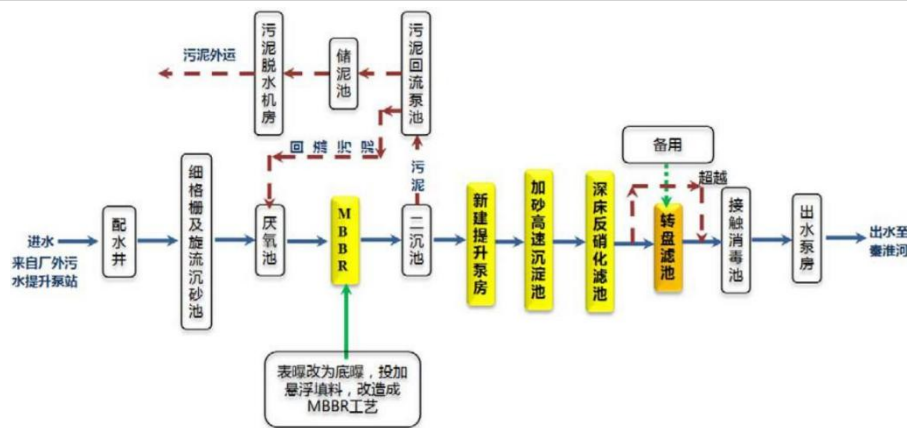 污泥外运
污泥脱水机房
储泥池
污泥回流泵池
回流污泥
污泥
备用
超越
进水
来自厂外污
水提升泵站
配水井
细格栅及旋流沉砂池
厌氧池
MBBR
二沉池
新建提升泵房
加砂高速沉淀池
深床反硝化滤池
转盘滤池
接触消毒池
出水泵房
出水至
秦淮河
表曝改为底曝，投加
悬浮填料，改造成
MBBR工艺